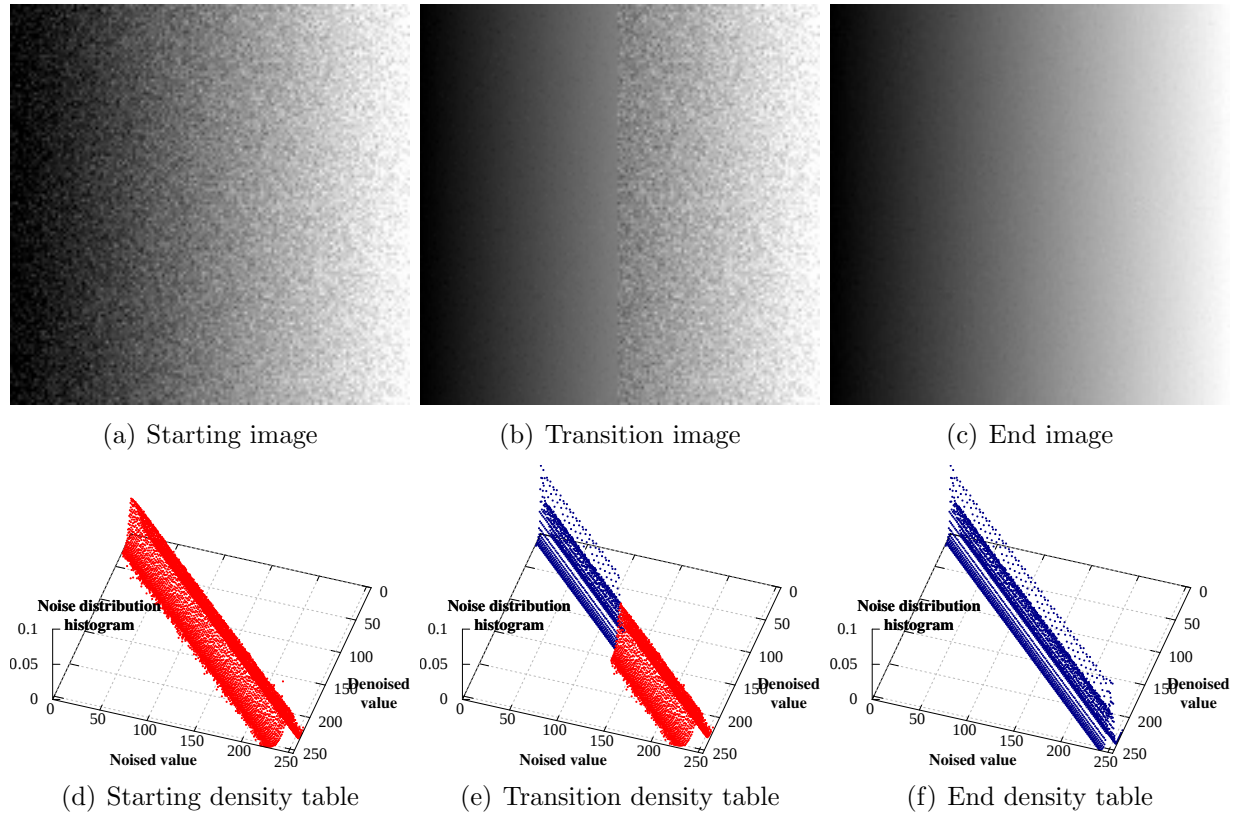 (a) Starting image
(b) Transition image
(c) End image
Noise distribution
histogram
0.1
0.05
0
0
50
100
150
200
250
Noised value
0
50
100
150
200
250
Denoised
value
(d) Starting density table
Noise distribution
histogram
0.1
0.05
0
0
50
100
150
200
250
Noised value
0
50
100
150
200
250
Denoised
value
(e) Transition density table
Noise distribution
histogram
0.1
0.05
0
0
50
100
150
200
250
Noised value
0
50
100
150
200
250
Denoised
value
(f) End density table